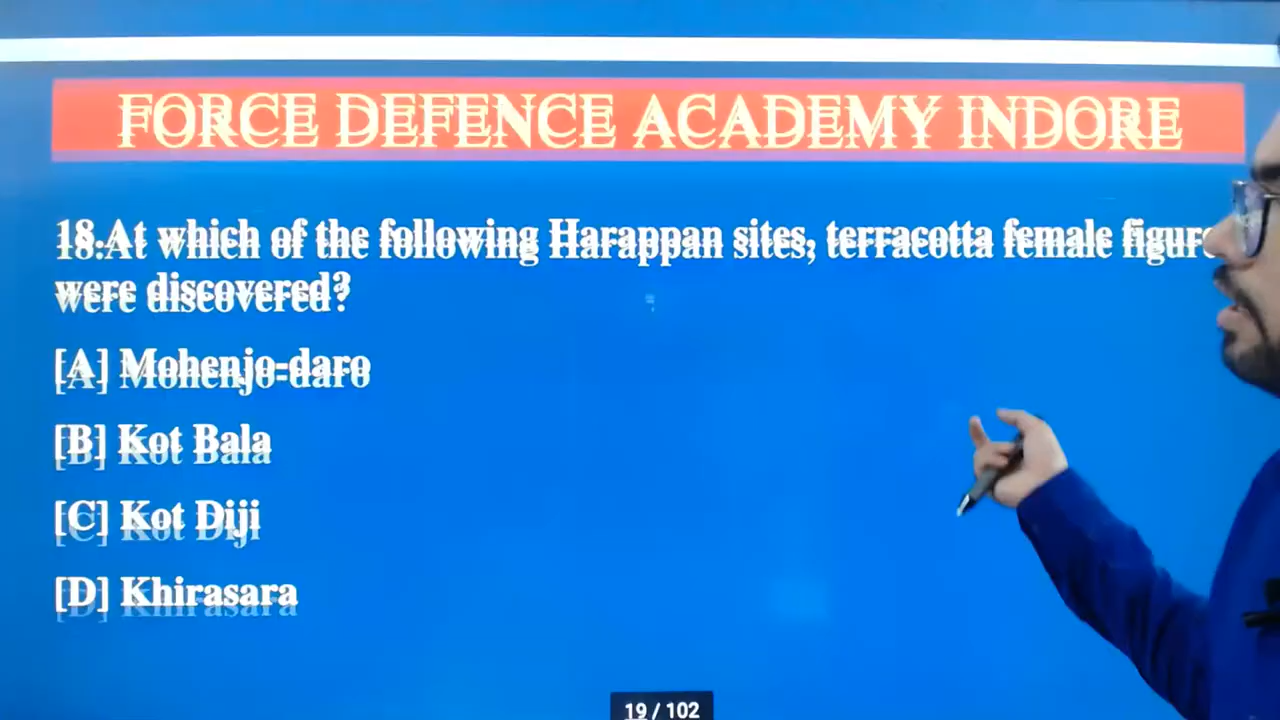 FORCE DEFENCE ACADEMY INDORE
18.At which of the following Harappan sites, terracotta female figur
were discovered?
[A] Mohenjo-daro
[B] Kot Bala
[C] Kot Diji
[D] Khirasara
19 / 102